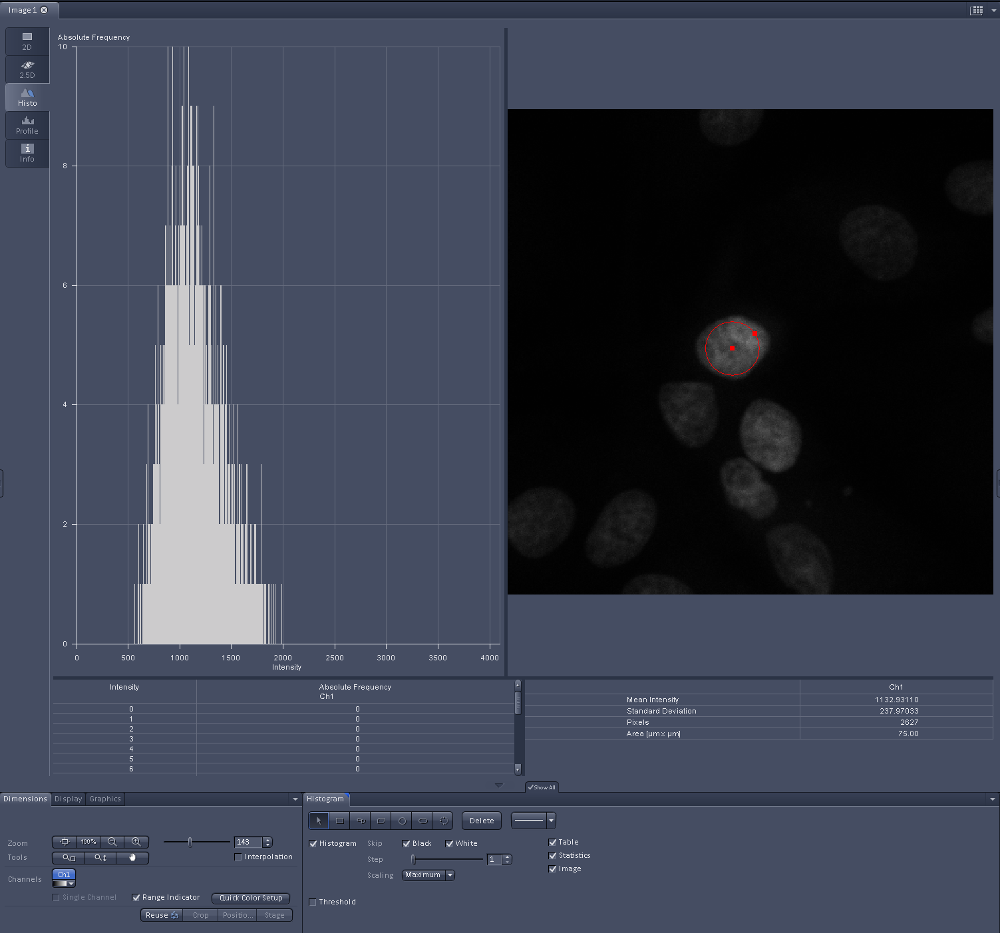 Image 1
2D
2.5D
Histo
Profile
i
Info
Absolute Frequency
10
8
6
4
2
0
0 500 1000 1500 2000 2500 3000 3500 4000
Intensity
Intensity Absolute Frequency
Ch1
0 0
1 0
2 0
3 0
4 0
5 0
6 0
Ch1
Mean Intensity 1132.93110
Standard Deviation 237.97033
Pixels 2627
Area [µm x µm] 75.00
Show All
Dimensions Display Graphics
Zoom 100% 143
Tools Interpolation
Channels Ch1
Single Channel Range Indicator Quick Color Setup
Reuse Crop Positio... Stage
Histogram
Delete
Histogram Skip Black White Table
Step 1 Statistics
Scaling Maximum Image
Threshold